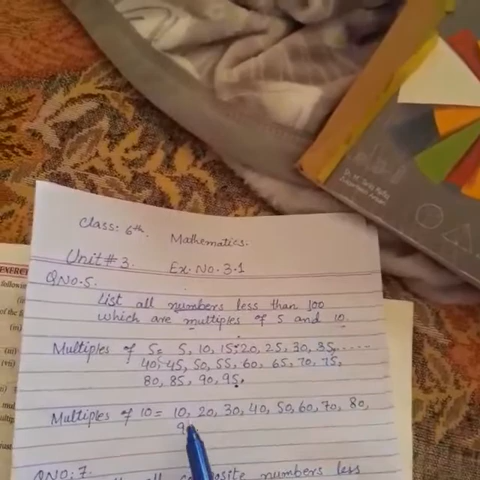 Class: 6th. Mathematics.
Unit # 3. Ex. No. 3.1
QNo.5.
List all numbers less than 100
which are multiples of 5 and 10.
Multiples of 5= 5, 10, 15, 20, 25, 30, 35,.....
40, 45, 50, 55, 60, 65, 70, 75,
80, 85, 90, 95.
Multiples of 10 = 10, 20, 30, 40, 50, 60, 70, 80,
QNo:7.
all composite numbers less